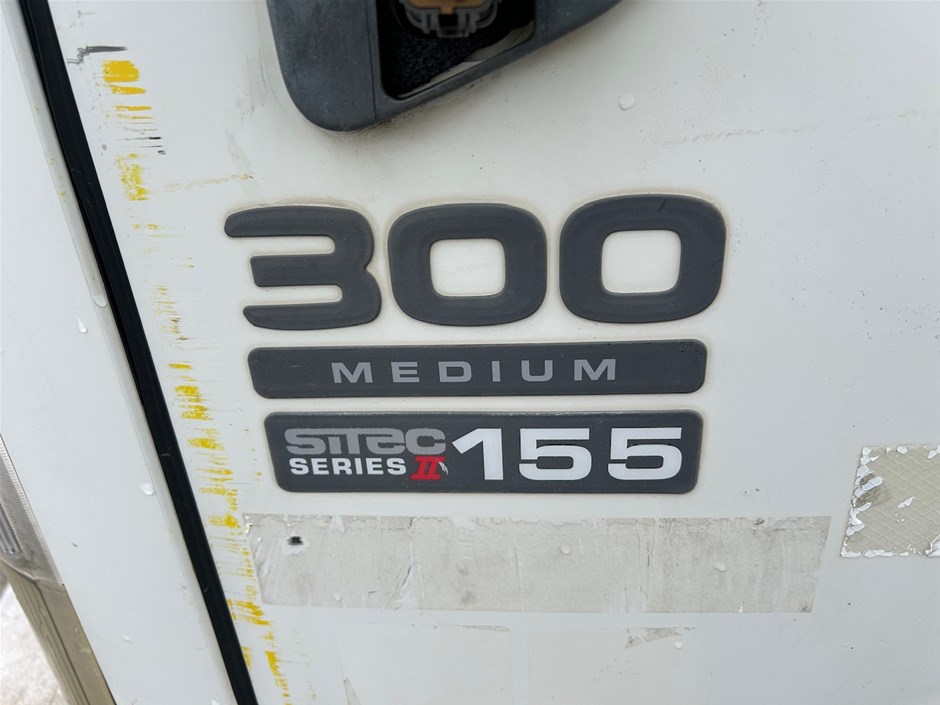 300
MEDIUM
SiTEC
SERIES II 155